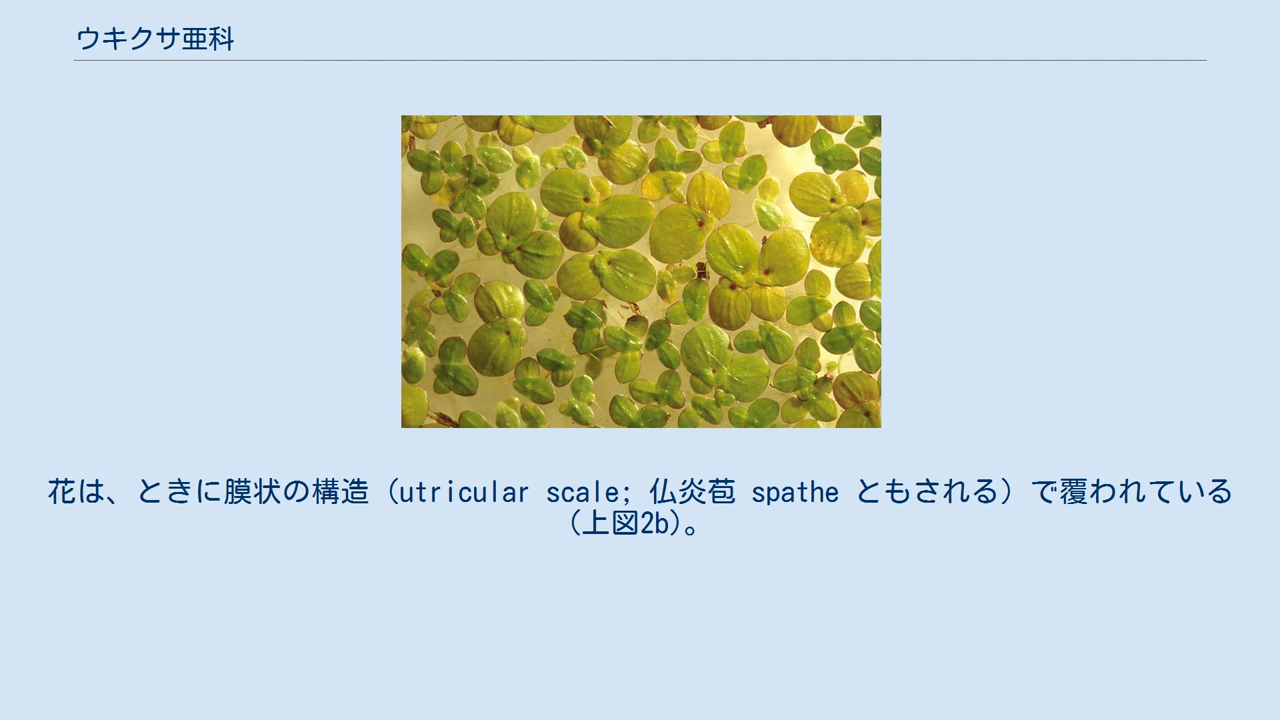 ウキクサ亜科
花は、ときに膜状の構造（utricular scale; 仏炎苞 spathe ともされる）で覆われている
（上図2b）。